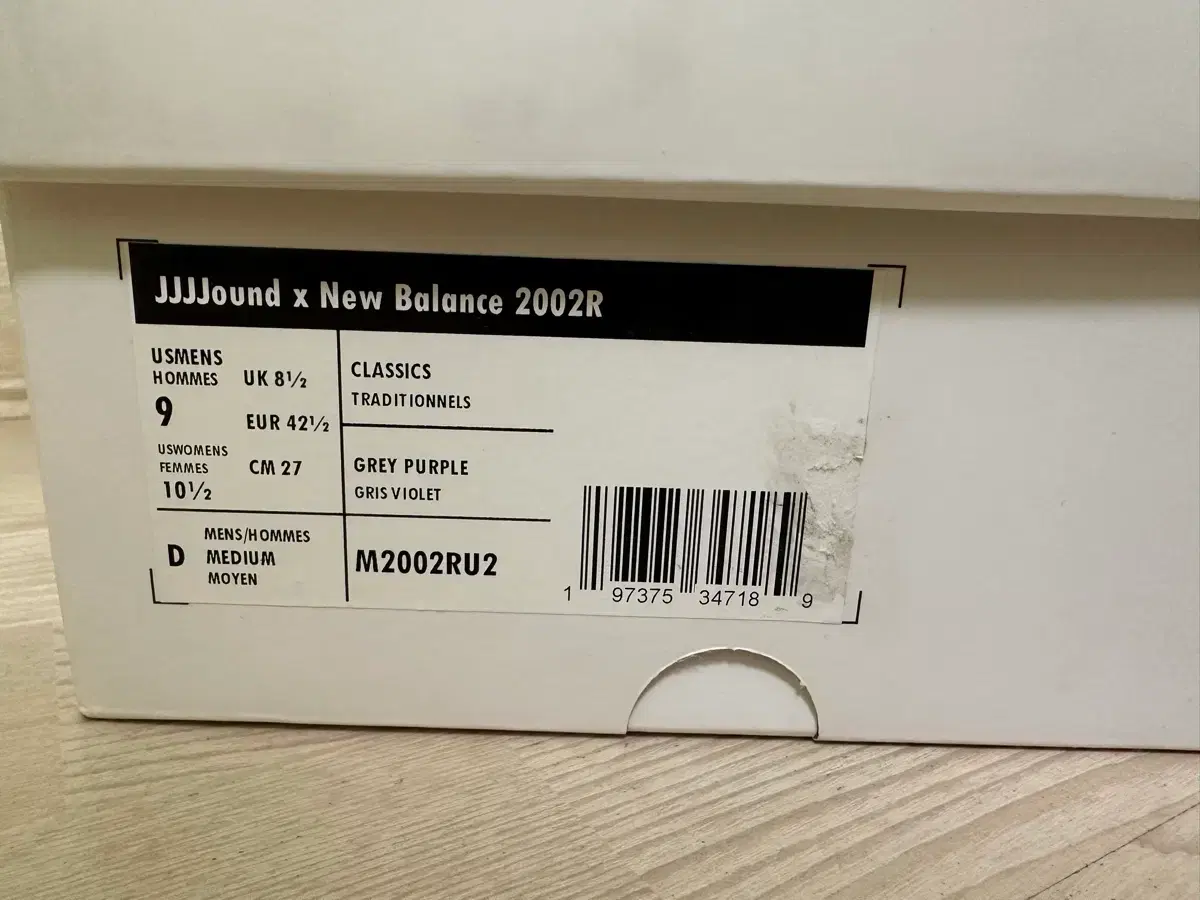 JJJJound x New Balance 2002R
USMENS
HOMMES
9
UK 8½
EUR 42½
USWOMENS
FEMMES
10½
CM 27
CLASSICS
TRADITIONNELS
GREY PURPLE
GRIS VIOLET
D
MENS/HOMMES
MEDIUM
MOYEN
M2002RU2
1 97375 34718 9